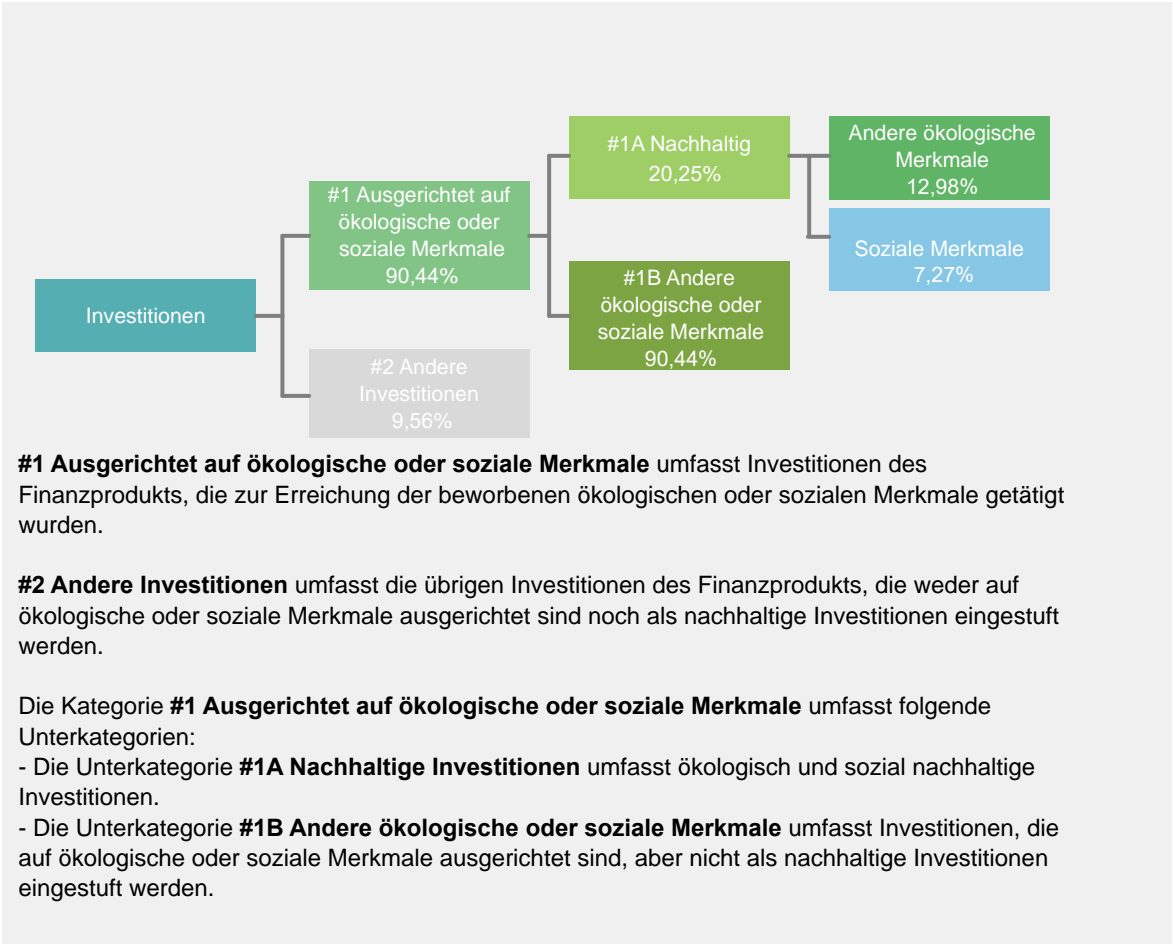 Investitionen
#1 Ausgerichtet auf
ökologische oder
soziale Merkmale
90,44%
#2 Andere
Investitionen
9,56%
#1A Nachhaltig
20,25%
#1B Andere
ökologische oder
soziale Merkmale
90,44%
Andere ökologische
Merkmale
12,98%
Soziale Merkmale
7,27%
#1 Ausgerichtet auf ökologische oder soziale Merkmale umfasst Investitionen des
Finanzprodukts, die zur Erreichung der beworbenen ökologischen oder sozialen Merkmale getätigt
wurden.
#2 Andere Investitionen umfasst die übrigen Investitionen des Finanzprodukts, die weder auf
ökologische oder soziale Merkmale ausgerichtet sind noch als nachhaltige Investitionen eingestuft
werden.
Die Kategorie #1 Ausgerichtet auf ökologische oder soziale Merkmale umfasst folgende
Unterkategorien:
- Die Unterkategorie #1A Nachhaltige Investitionen umfasst ökologisch und sozial nachhaltige
Investitionen.
- Die Unterkategorie #1B Andere ökologische oder soziale Merkmale umfasst Investitionen, die
auf ökologische oder soziale Merkmale ausgerichtet sind, aber nicht als nachhaltige Investitionen
eingestuft werden.